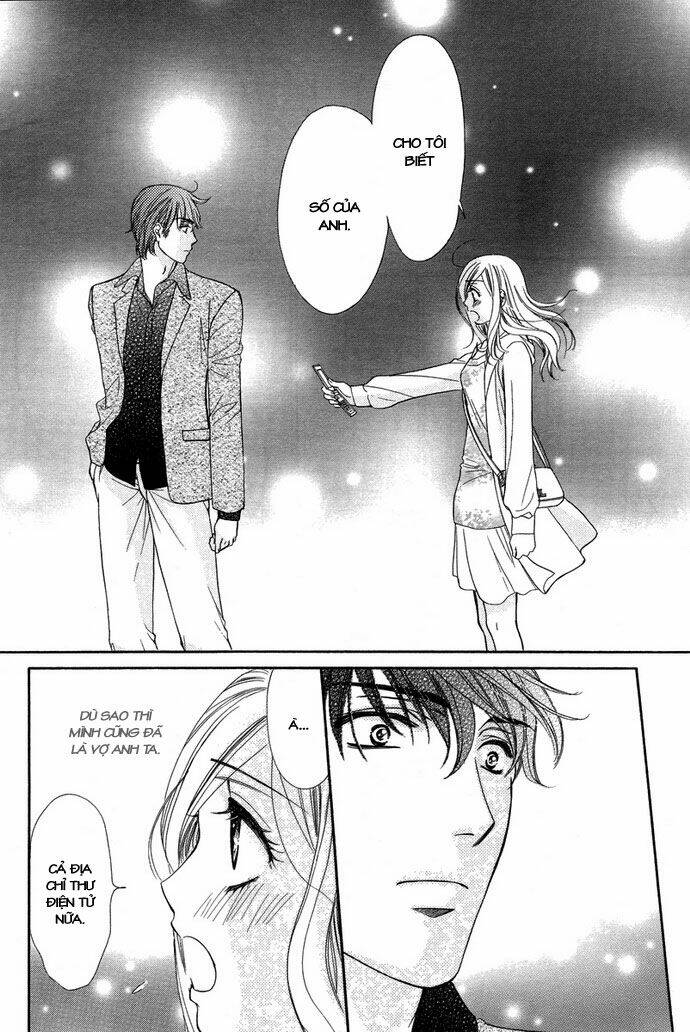 CHO TÔI
BIẾT
SỐ CỦA
ANH.
Ầ...
DÙ SAO THÌ
MÌNH CŨNG ĐÃ
LÀ VỢ ANH TA.
CẢ ĐỊA
CHỈ THƯ
ĐIỆN TỬ
NỮA.